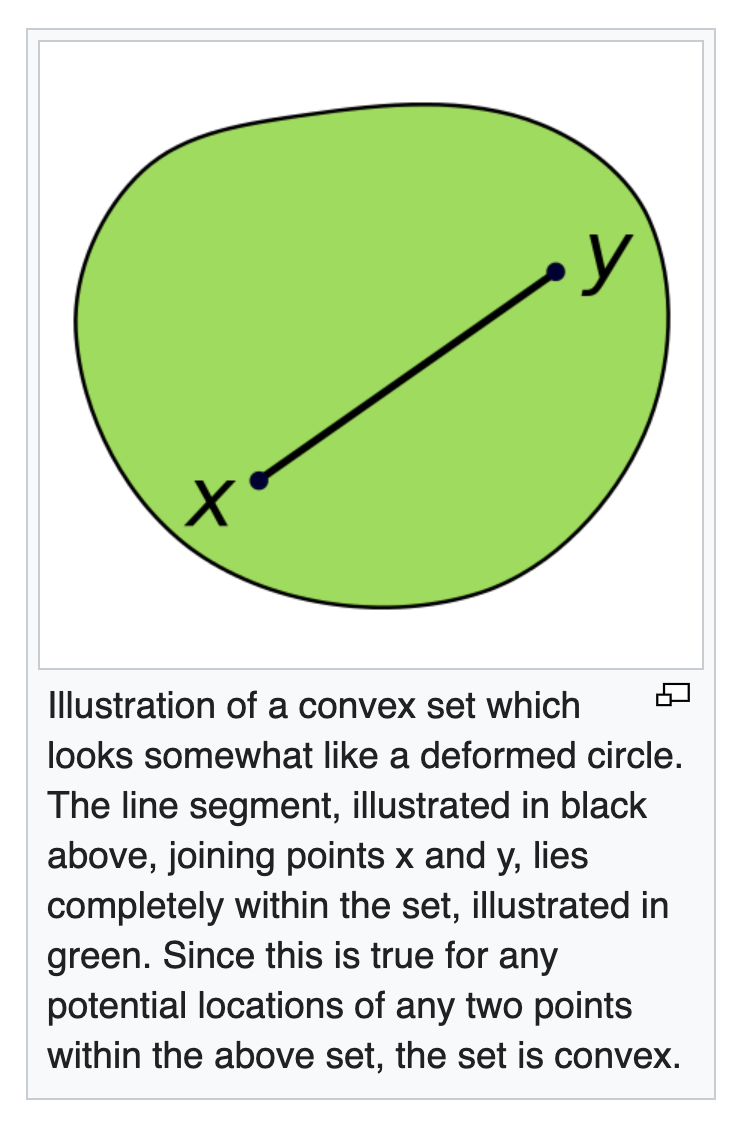 y
x
Illustration of a convex set which
looks somewhat like a deformed circle.
The line segment, illustrated in black
above, joining points x and y, lies
completely within the set, illustrated in
green. Since this is true for any
potential locations of any two points
within the above set, the set is convex.